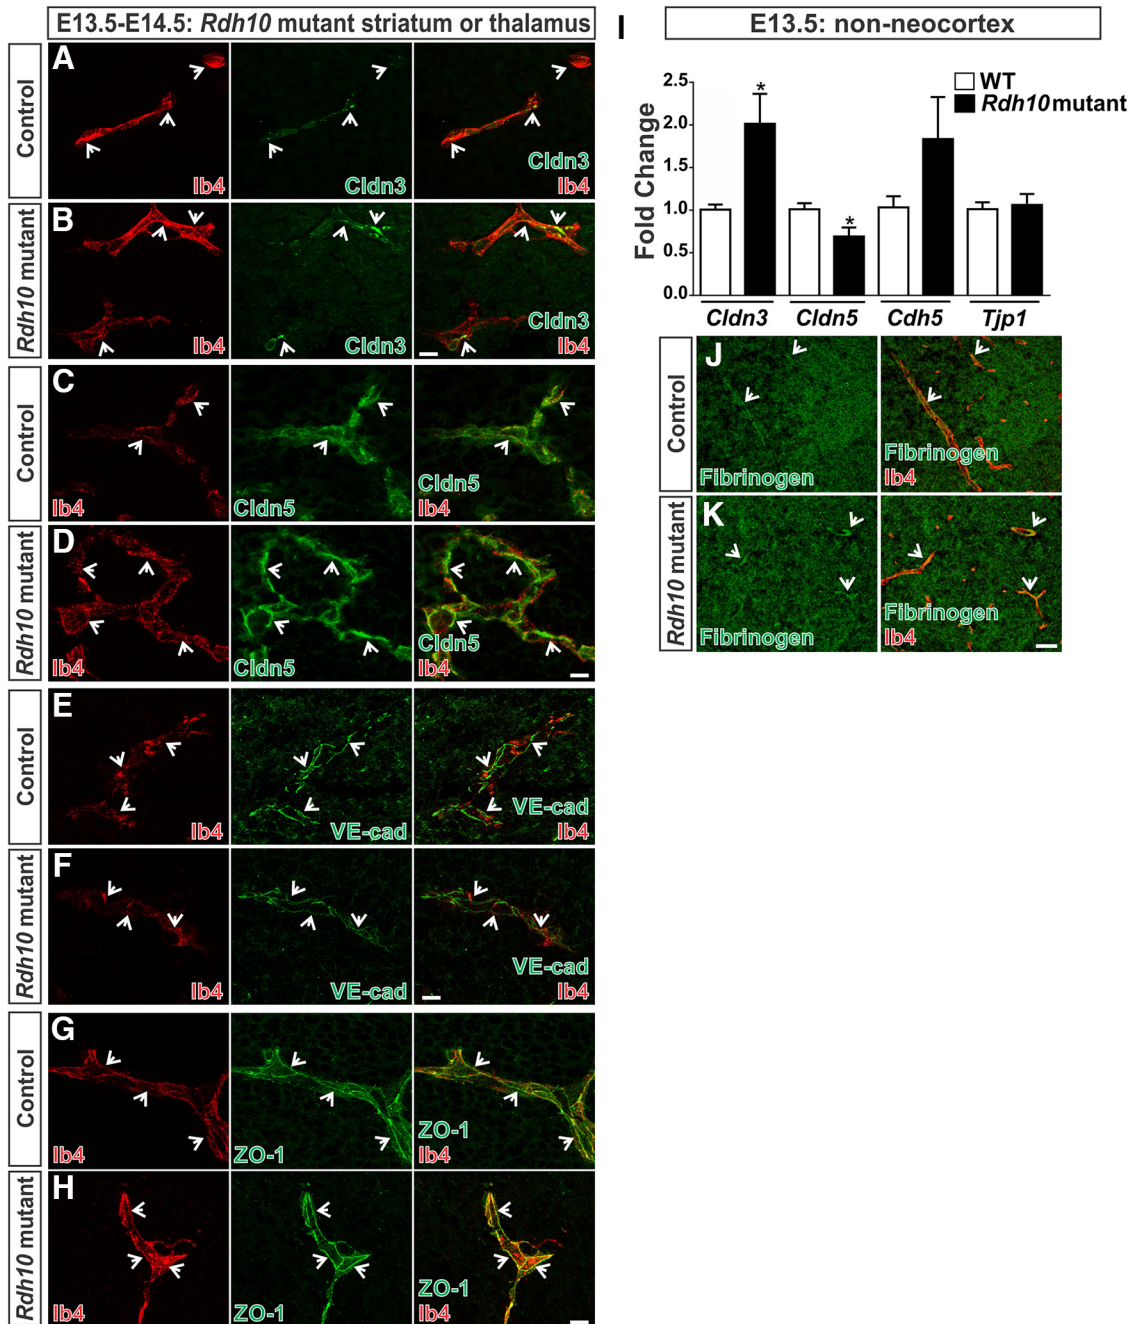 E13.5-E14.5: Rdh10 mutant striatum or thalamus
A
Control
Ib4
Cldn3
Cldn3
Ib4
B
Rdh10 mutant
Ib4
Cldn3
Cldn3
Ib4
C
Control
Ib4
Cldn5
Cldn5
Ib4
D
Rdh10 mutant
Ib4
Cldn5
Cldn5
Ib4
E
Control
Ib4
VE-cad
VE-cad
Ib4
F
Rdh10 mutant
Ib4
VE-cad
VE-cad
Ib4
G
Control
Ib4
ZO-1
ZO-1
Ib4
H
Rdh10 mutant
Ib4
ZO-1
ZO-1
Ib4
I
E13.5: non-neocortex
WT
Rdh10 mutant
Fold Change
2.5
2.0
1.5
1.0
0.5
0.0
*
*
Cldn3 Cldn5 Cdh5 Tjp1
J
Control
Fibrinogen
Fibrinogen
Ib4
K
Rdh10 mutant
Fibrinogen
Fibrinogen
Ib4